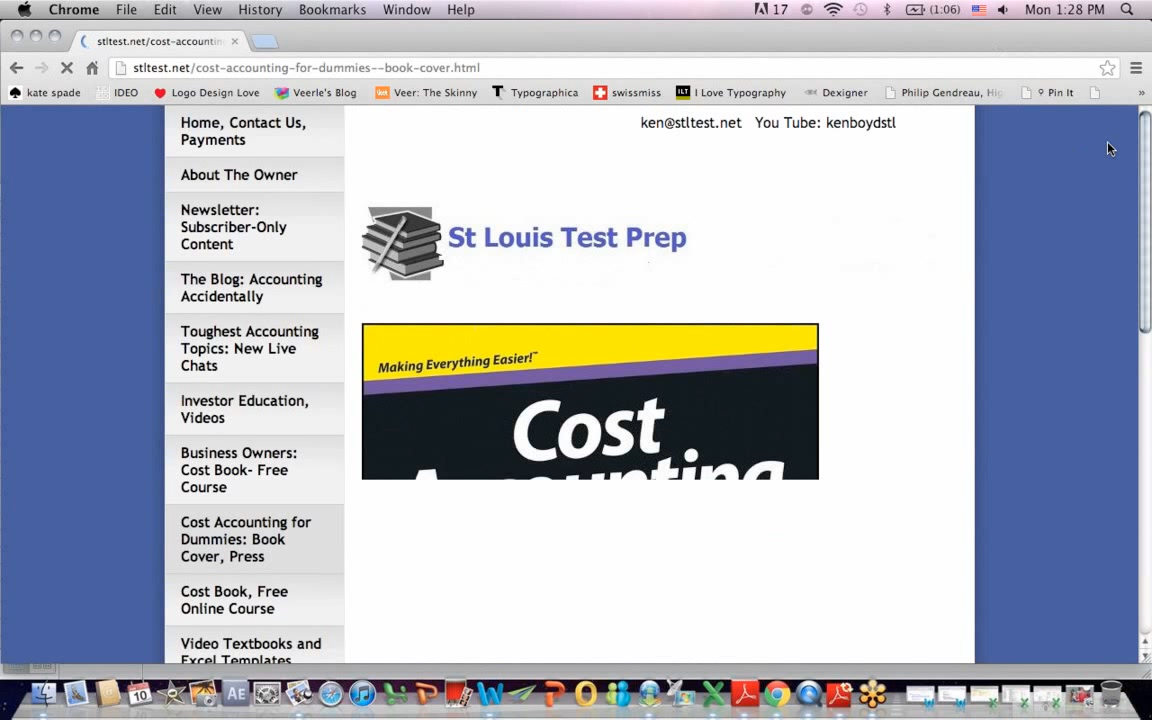 Chrome File Edit View History Bookmarks Window Help
17 (1:06) Mon 1:28 PM
stltest.net/cost-accountin
stltest.net/cost-accounting-for-dummies--book-cover.html
kate spade IDEO Logo Design Love Veerle's Blog Veer: The Skinny Typographica swissmiss I Love Typography Dexigner Philip Gendreau, Hig 9 Pin It »
Home, Contact Us,
Payments
About The Owner
Newsletter:
Subscriber-Only
Content
The Blog: Accounting
Accidentally
Toughest Accounting
Topics: New Live
Chats
Investor Education,
Videos
Business Owners:
Cost Book- Free
Course
Cost Accounting for
Dummies: Book
Cover, Press
Cost Book, Free
Online Course
Video Textbooks and
Excel Templates
ken@stltest.net You Tube: kenboydstl
St Louis Test Prep
Making Everything Easier!™
Cost
Accounting